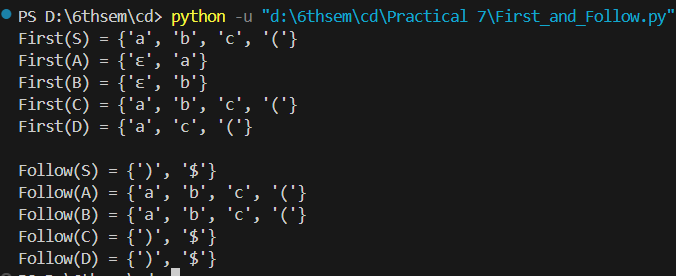 PS D:\6thsem\cd> python -u "d:\6thsem\cd\Practical 7\First_and_Follow.py"
First(S) = {'a', 'b', 'c', '('}
First(A) = {'ε', 'a'}
First(B) = {'ε', 'b'}
First(C) = {'a', 'b', 'c', '('}
First(D) = {'a', 'c', '('}

Follow(S) = {')', '$'}
Follow(A) = {'a', 'b', 'c', '('}
Follow(B) = {'a', 'b', 'c', '('}
Follow(C) = {')', '$'}
Follow(D) = {')', '$'}